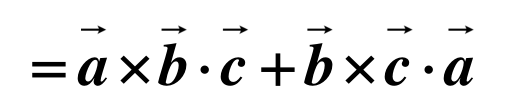 = a⃗ × b⃗ · c⃗ + b⃗ × c⃗ · a⃗